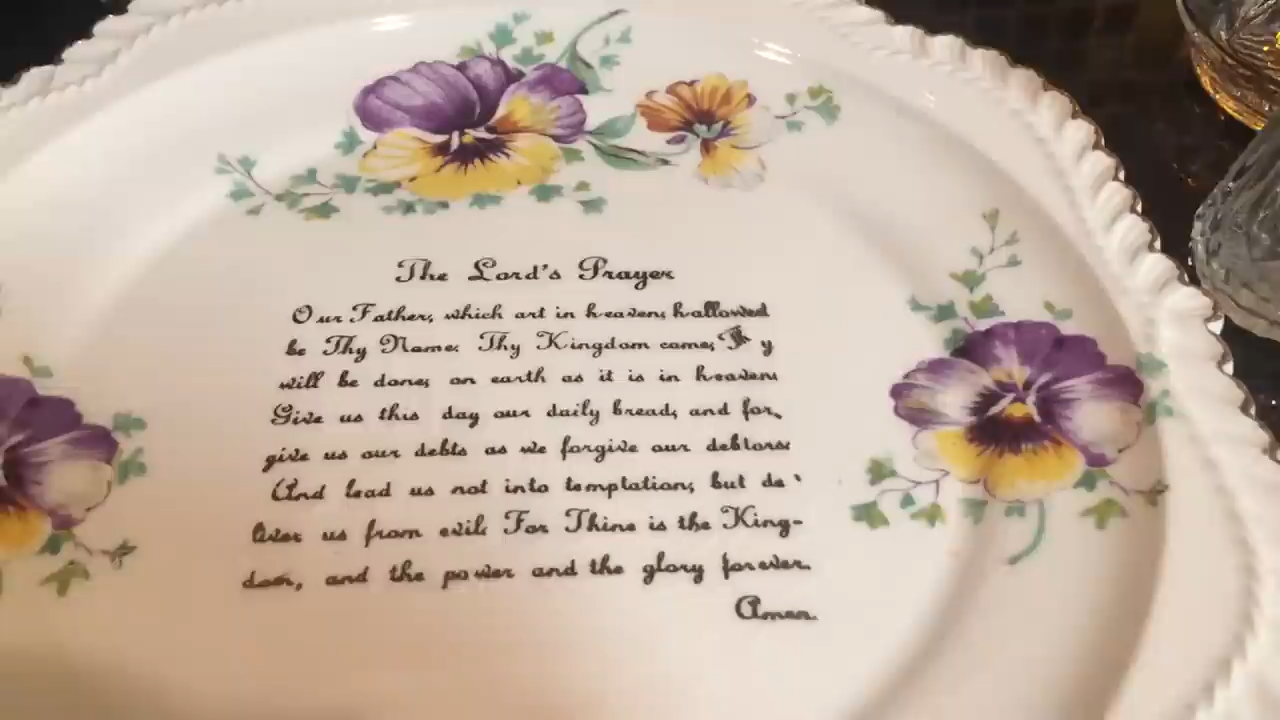 The Lord's Prayer
Our Father, which art in heaven, hallowed
be Thy Name. Thy Kingdom come, Thy
will be done, on earth as it is in heaven.
Give us this day our daily bread, and for,
give us our debts as we forgive our debtors.
And lead us not into temptation, but de -
liver us from evil. For Thine is the King-
dom, and the power and the glory forever.
Amen.